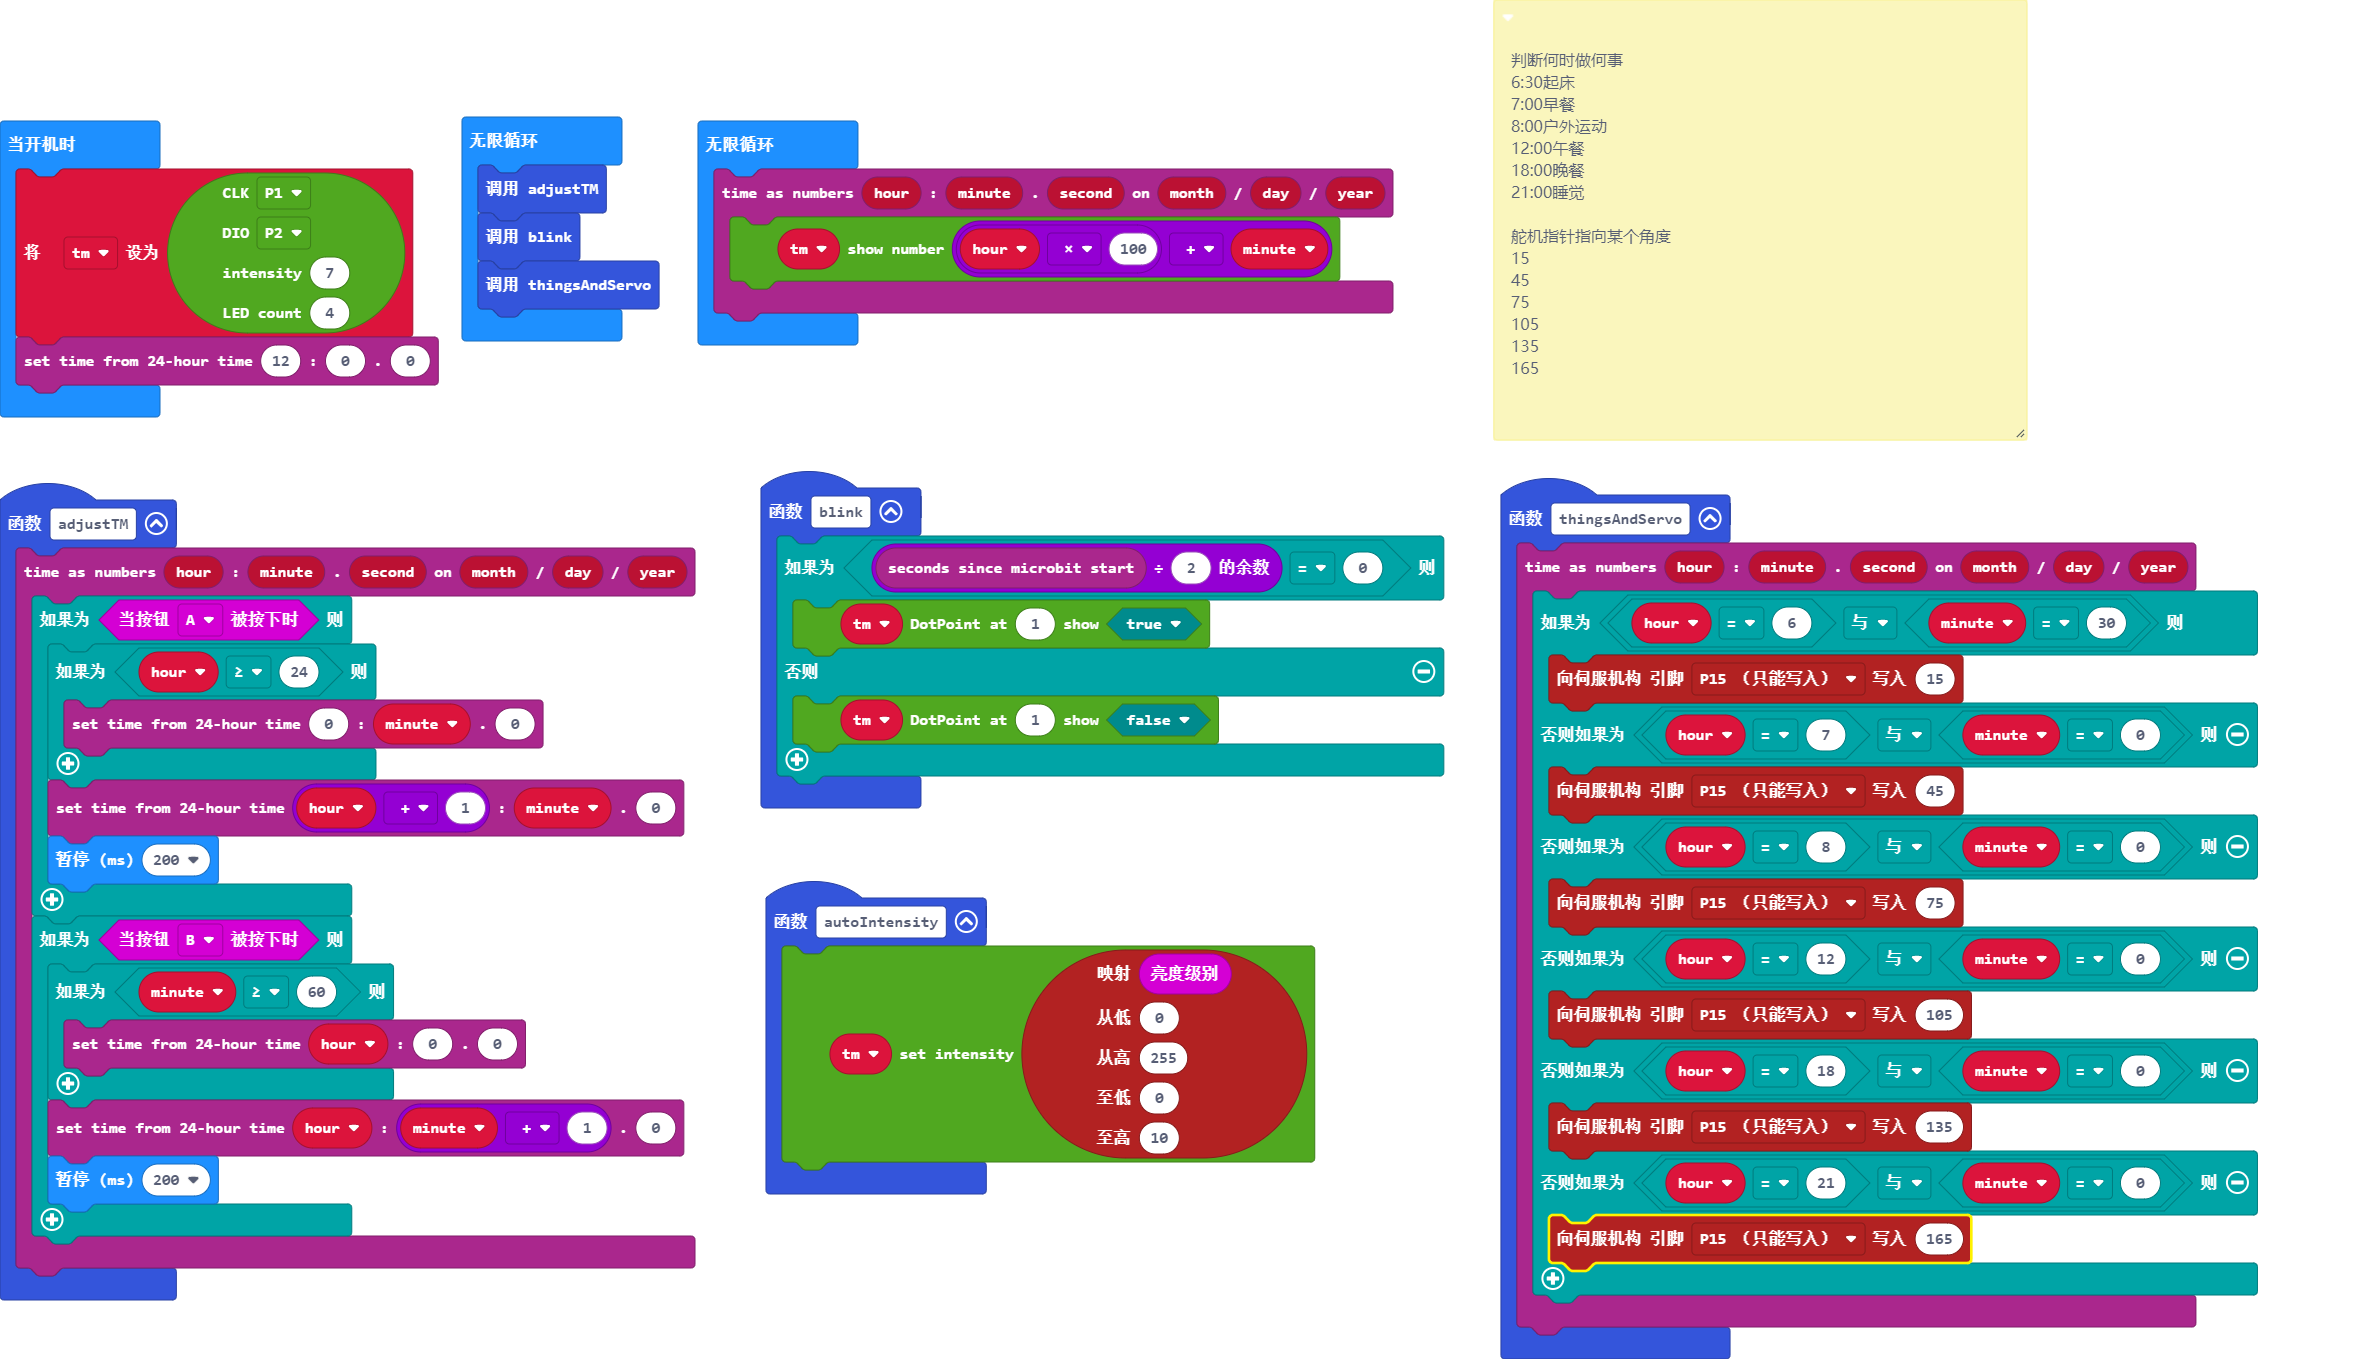 当开机时
将 tm 设为
CLK P1
DIO P2
intensity 7
LED count 4
set time from 24-hour time 12 : 0 . 0
无限循环
调用 adjustTM
调用 blink
调用 thingsAndServo
无限循环
time as numbers hour : minute . second on month / day / year
tm show number hour × 100 + minute
判断何时做何事
6:30起床
7:00早餐
8:00户外运动
12:00午餐
18:00晚餐
21:00睡觉
舵机指针指向某个角度
15
45
75
105
135
165
函数 adjustTM
time as numbers hour : minute . second on month / day / year
如果为 当按钮 A 被按下时 则
如果为 hour ≥ 24 则
set time from 24-hour time 0 : minute . 0
set time from 24-hour time hour + 1 : minute . 0
暂停 (ms) 200
如果为 当按钮 B 被按下时 则
如果为 minute ≥ 60 则
set time from 24-hour time hour : 0 . 0
set time from 24-hour time hour : minute + 1 . 0
暂停 (ms) 200
函数 blink
如果为 seconds since microbit start ÷ 2 的余数 = 0 则
tm DotPoint at 1 show true
否则
tm DotPoint at 1 show false
函数 autoIntensity
tm set intensity
映射 亮度级别
从低 0
从高 255
至低 0
至高 10
函数 thingsAndServo
time as numbers hour : minute . second on month / day / year
如果为 hour = 6 与 minute = 30 则
向伺服机构 引脚 P15 （只能写入） 写入 15
否则如果为 hour = 7 与 minute = 0 则
向伺服机构 引脚 P15 （只能写入） 写入 45
否则如果为 hour = 8 与 minute = 0 则
向伺服机构 引脚 P15 （只能写入） 写入 75
否则如果为 hour = 12 与 minute = 0 则
向伺服机构 引脚 P15 （只能写入） 写入 105
否则如果为 hour = 18 与 minute = 0 则
向伺服机构 引脚 P15 （只能写入） 写入 135
否则如果为 hour = 21 与 minute = 0 则
向伺服机构 引脚 P15 （只能写入） 写入 165